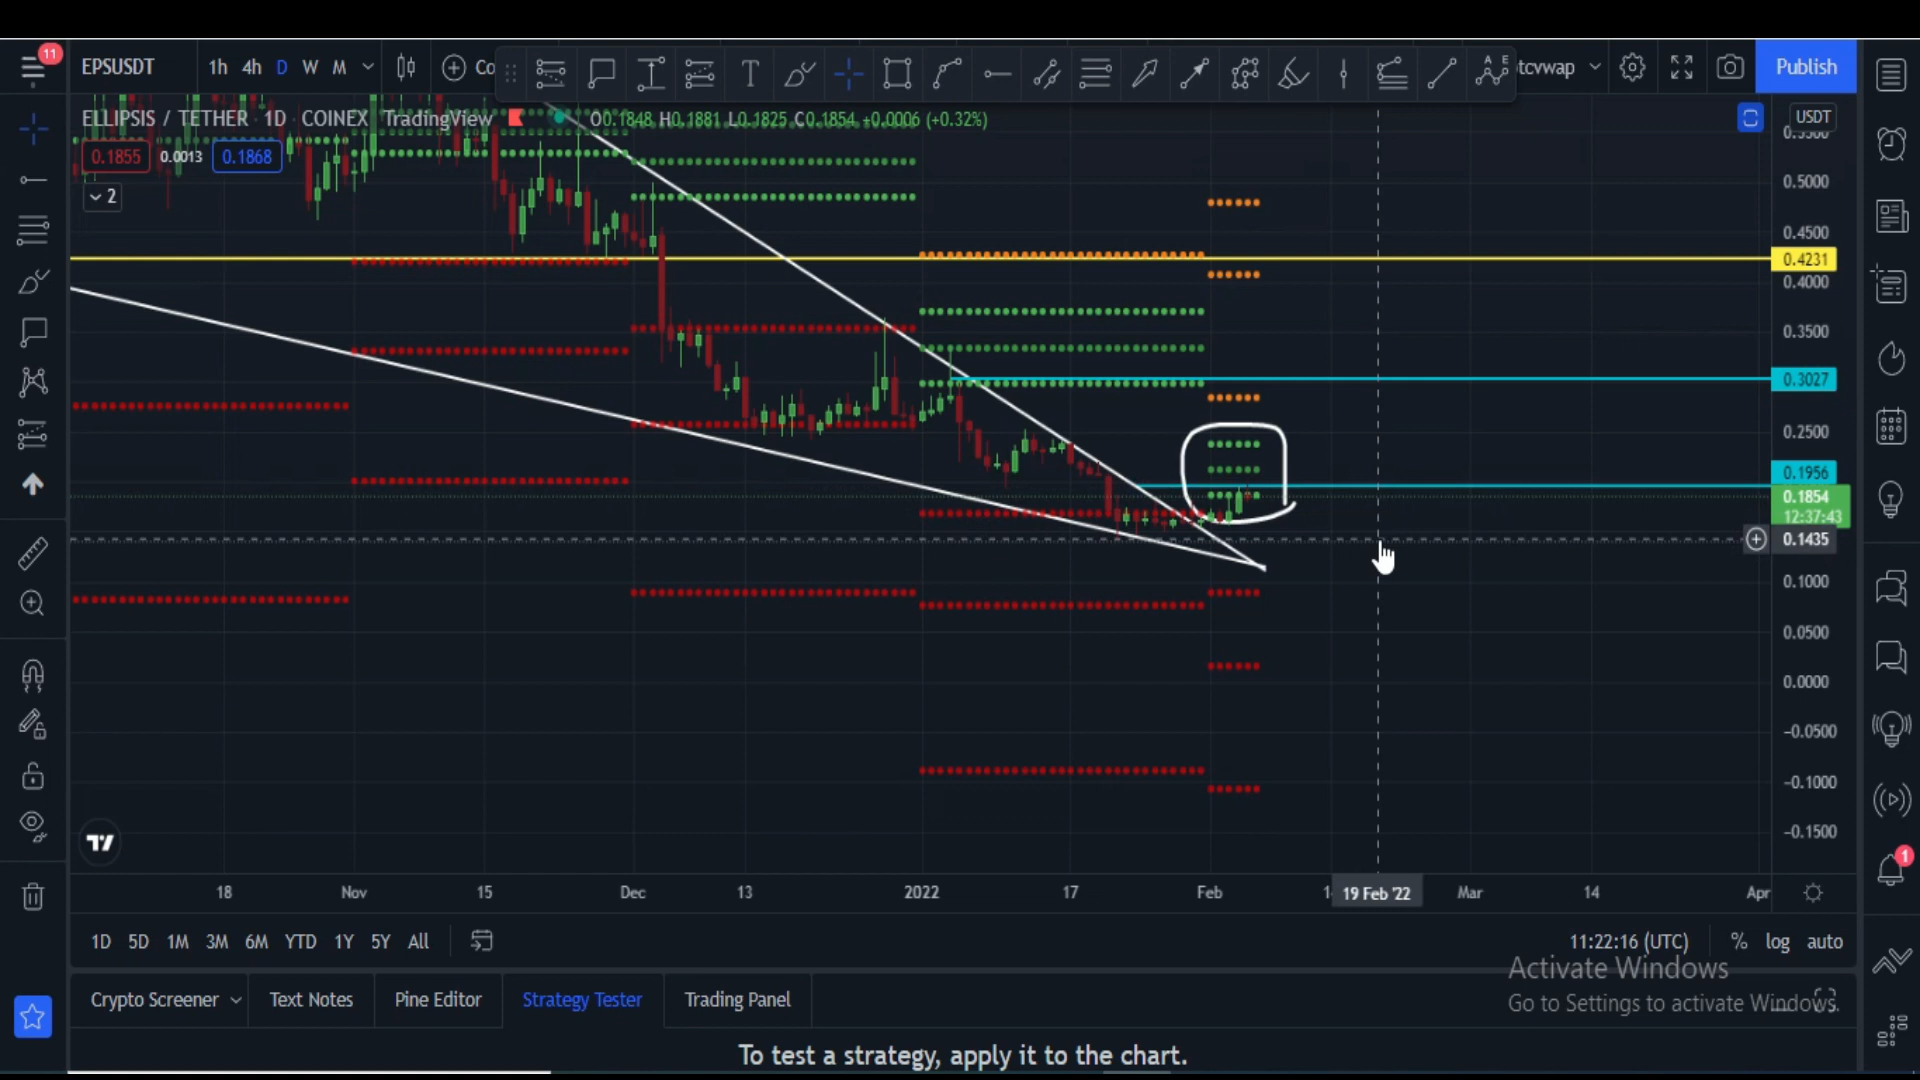 11
EPSUSDT
1h 4h D W M
Co
tcvwap
Publish
ELLIPSIS / TETHER 1D COINEX TradingView
O0.1848 H0.1881 L0.1825 C0.1854 +0.0006 (+0.32%)
USDT
0.1855 0.0013 0.1868
2
0.5000
0.4500
0.4231
0.4000
0.3500
0.3027
0.2500
0.1956
0.1854
12:37:43
0.1435
0.1000
0.0500
0.0000
−0.0500
−0.1000
−0.1500
18 Nov 15 Dec 13 2022 17 Feb 19 Feb '22 Mar 14 Apr
1D 5D 1M 3M 6M YTD 1Y 5Y All
11:22:16 (UTC) % log auto
Activate Windows
Go to Settings to activate Windows.
Crypto Screener Text Notes Pine Editor Strategy Tester Trading Panel
To test a strategy, apply it to the chart.
1